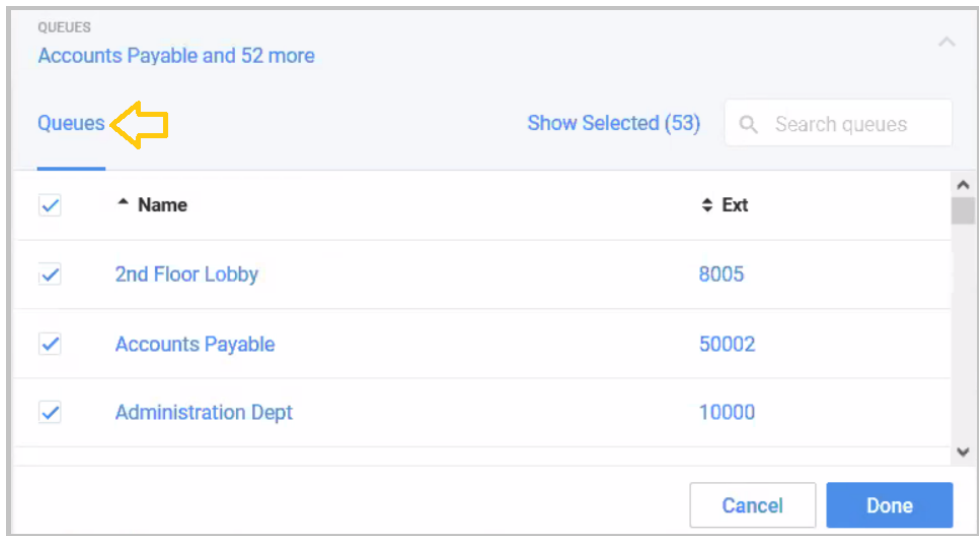 QUEUES
Accounts Payable and 52 more
Queues Show Selected (53) Search queues
Name Ext
2nd Floor Lobby 8005
Accounts Payable 50002
Administration Dept 10000
Cancel Done